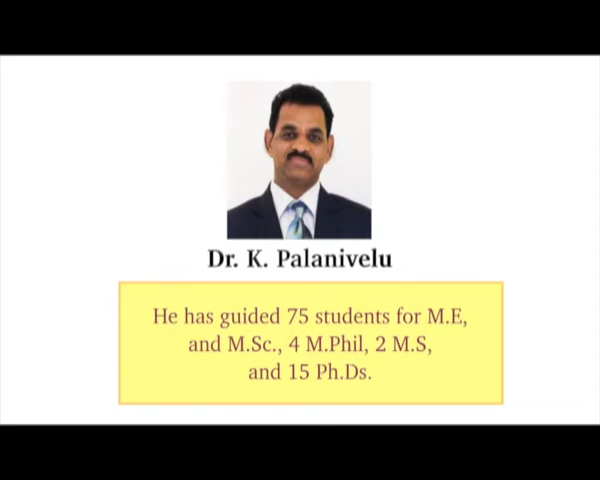 Dr. K. Palanivelu
He has guided 75 students for M.E,
and M.Sc., 4 M.Phil, 2 M.S,
and 15 Ph.Ds.